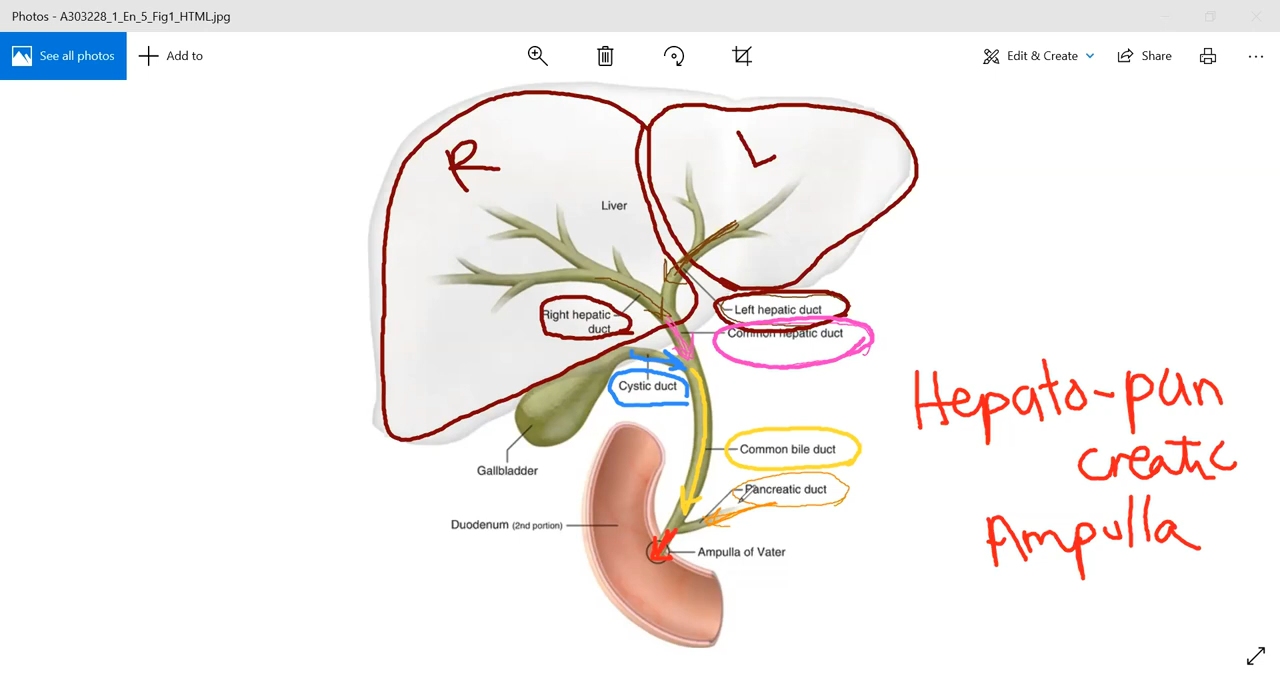 Photos - A303228_1_En_5_Fig1_HTML.jpg
See all photos
Add to
Edit & Create
Share
R
L
Liver
Right hepatic
duct
Left hepatic duct
Common hepatic duct
Cystic duct
Gallbladder
Common bile duct
Pancreatic duct
Duodenum (2nd portion)
Ampulla of Vater
Hepato-pan
creatic
Ampulla